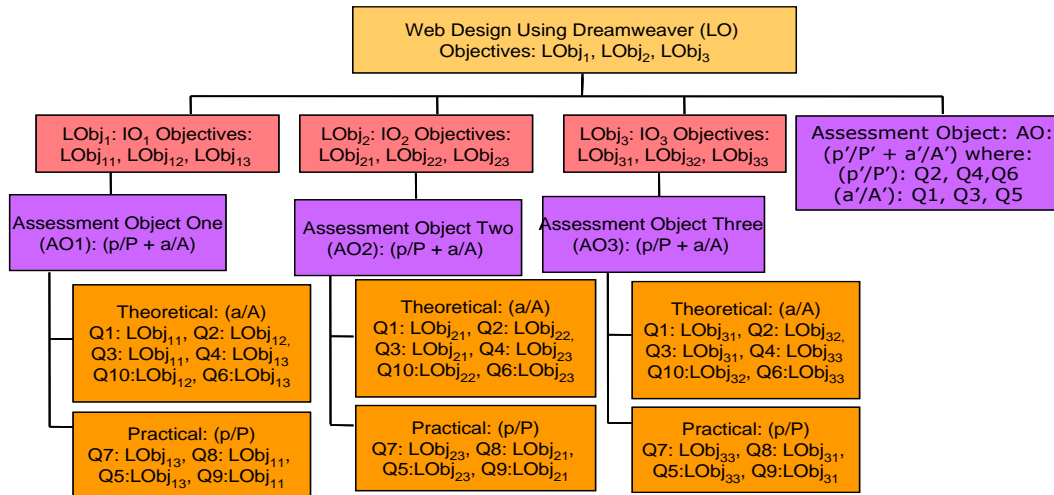 Web Design Using Dreamweaver (LO)
Objectives: LObj₁, LObj₂, LObj₃
LObj₁: IO₁ Objectives:
LObj₁₁, LObj₁₂, LObj₁₃
LObj₂: IO₂ Objectives:
LObj₂₁, LObj₂₂, LObj₂₃
LObj₃: IO₃ Objectives:
LObj₃₁, LObj₃₂, LObj₃₃
Assessment Object: AO:
(p′/P′ + a′/A′) where:
(p′/P′): Q2, Q4,Q6
(a′/A′): Q1, Q3, Q5
Assessment Object One
(AO1): (p/P + a/A)
Assessment Object Two
(AO2): (p/P + a/A)
Assessment Object Three
(AO3): (p/P + a/A)
Theoretical: (a/A)
Q1: LObj₁₁, Q2: LObj₁₂,
Q3: LObj₁₁, Q4: LObj₁₃
Q10:LObj₁₂, Q6:LObj₁₃
Theoretical: (a/A)
Q1: LObj₂₁, Q2: LObj₂₂,
Q3: LObj₂₁, Q4: LObj₂₃
Q10:LObj₂₂, Q6:LObj₂₃
Theoretical: (a/A)
Q1: LObj₃₁, Q2: LObj₃₂,
Q3: LObj₃₁, Q4: LObj₃₃
Q10:LObj₃₂, Q6:LObj₃₃
Practical: (p/P)
Q7: LObj₁₃, Q8: LObj₁₁,
Q5:LObj₁₃, Q9:LObj₁₁
Practical: (p/P)
Q7: LObj₂₃, Q8: LObj₂₁,
Q5:LObj₂₃, Q9:LObj₂₁
Practical: (p/P)
Q7: LObj₃₃, Q8: LObj₃₁,
Q5:LObj₃₃, Q9:LObj₃₁